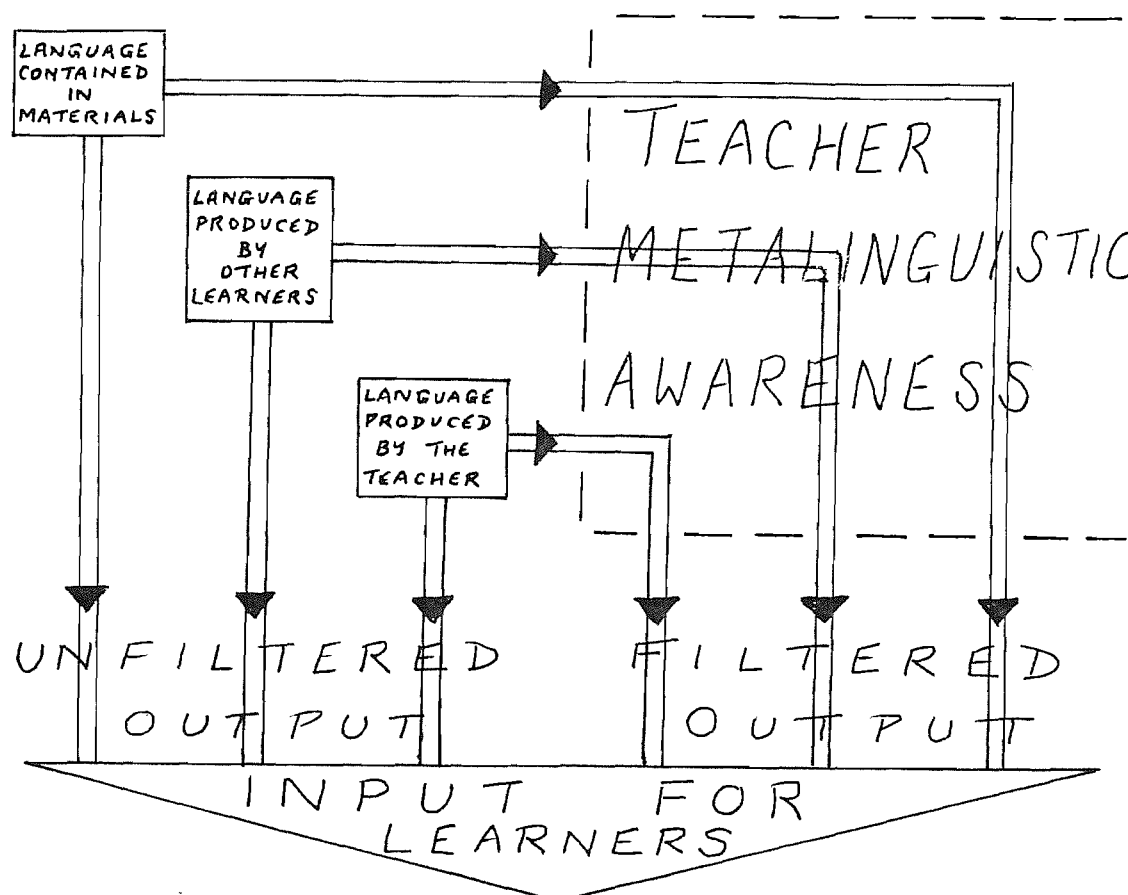 LANGUAGE
CONTAINED
IN
MATERIALS
TEACHER
METALINGUISTIC
AWARENESS
LANGUAGE
PRODUCED
BY
OTHER
LEARNERS
LANGUAGE
PRODUCED
BY THE
TEACHER
UNFILTERED
OUTPUT
FILTERED
OUTPUT
INPUT FOR
LEARNERS